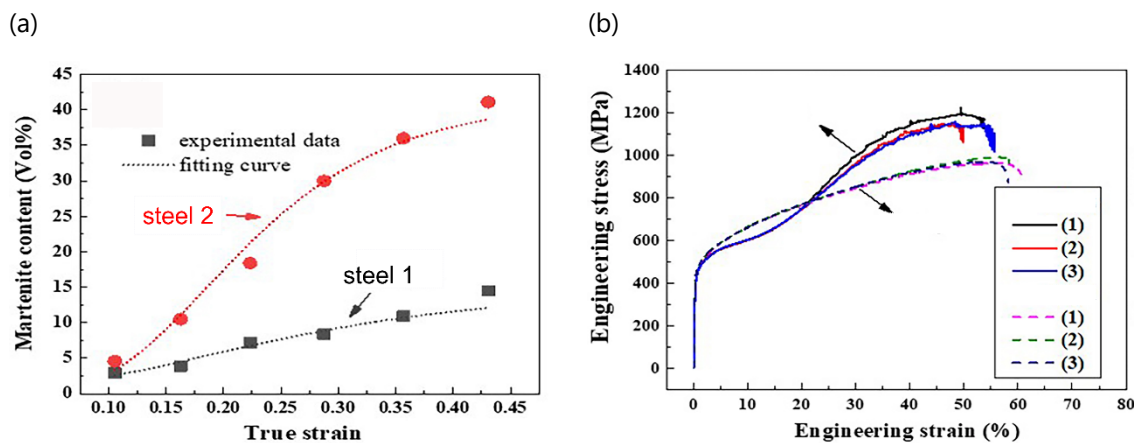 (a)
45
40
35
30
25
20
15
10
5
0
Martenite content (Vol%)
experimental data
fitting curve
steel 2
steel 1
0.10 0.15 0.20 0.25 0.30 0.35 0.40 0.45
True strain
(b)
1400
1200
1000
800
600
400
200
0
Engineering stress (MPa)
(1)
(2)
(3)
(1)
(2)
(3)
0 10 20 30 40 50 60 70 80
Engineering strain (%)